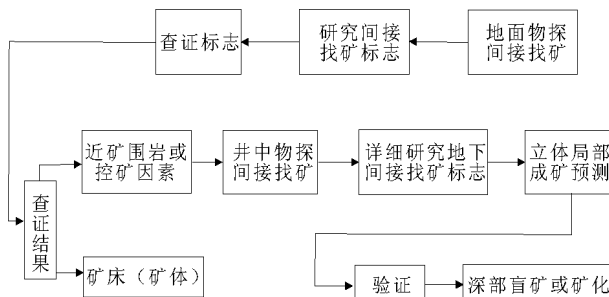 查证标志
研究间接
找矿标志
地面物探
间接找矿
近矿围岩或
控矿因素
井中物探
间接找矿
详细研究地下
间接找矿标志
立体局部
成矿预测
查证结果
矿床（矿体）
验证
深部盲矿或矿化